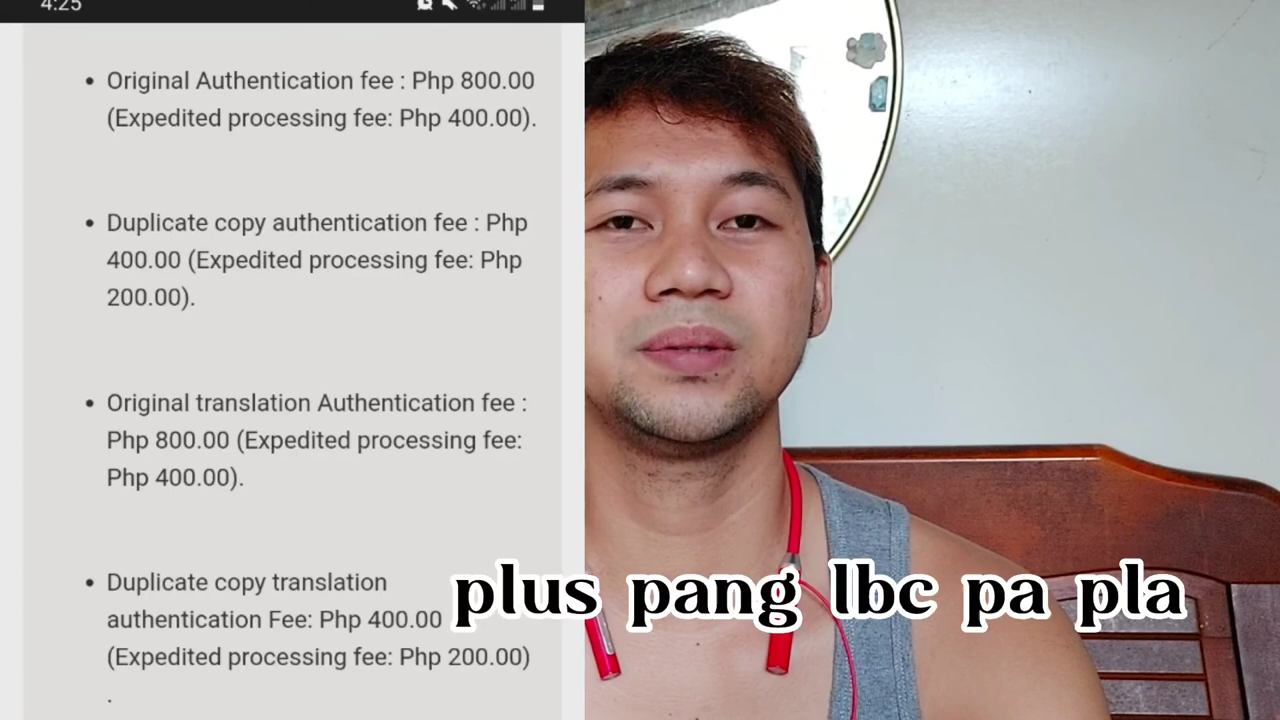 4:25
• Original Authentication fee : Php 800.00
(Expedited processing fee: Php 400.00).
• Duplicate copy authentication fee : Php
400.00 (Expedited processing fee: Php
200.00).
• Original translation Authentication fee :
Php 800.00 (Expedited processing fee:
Php 400.00).
• Duplicate copy translation
authentication Fee: Php 400.00
(Expedited processing fee: Php 200.00)
.
plus pang lbc pa pla